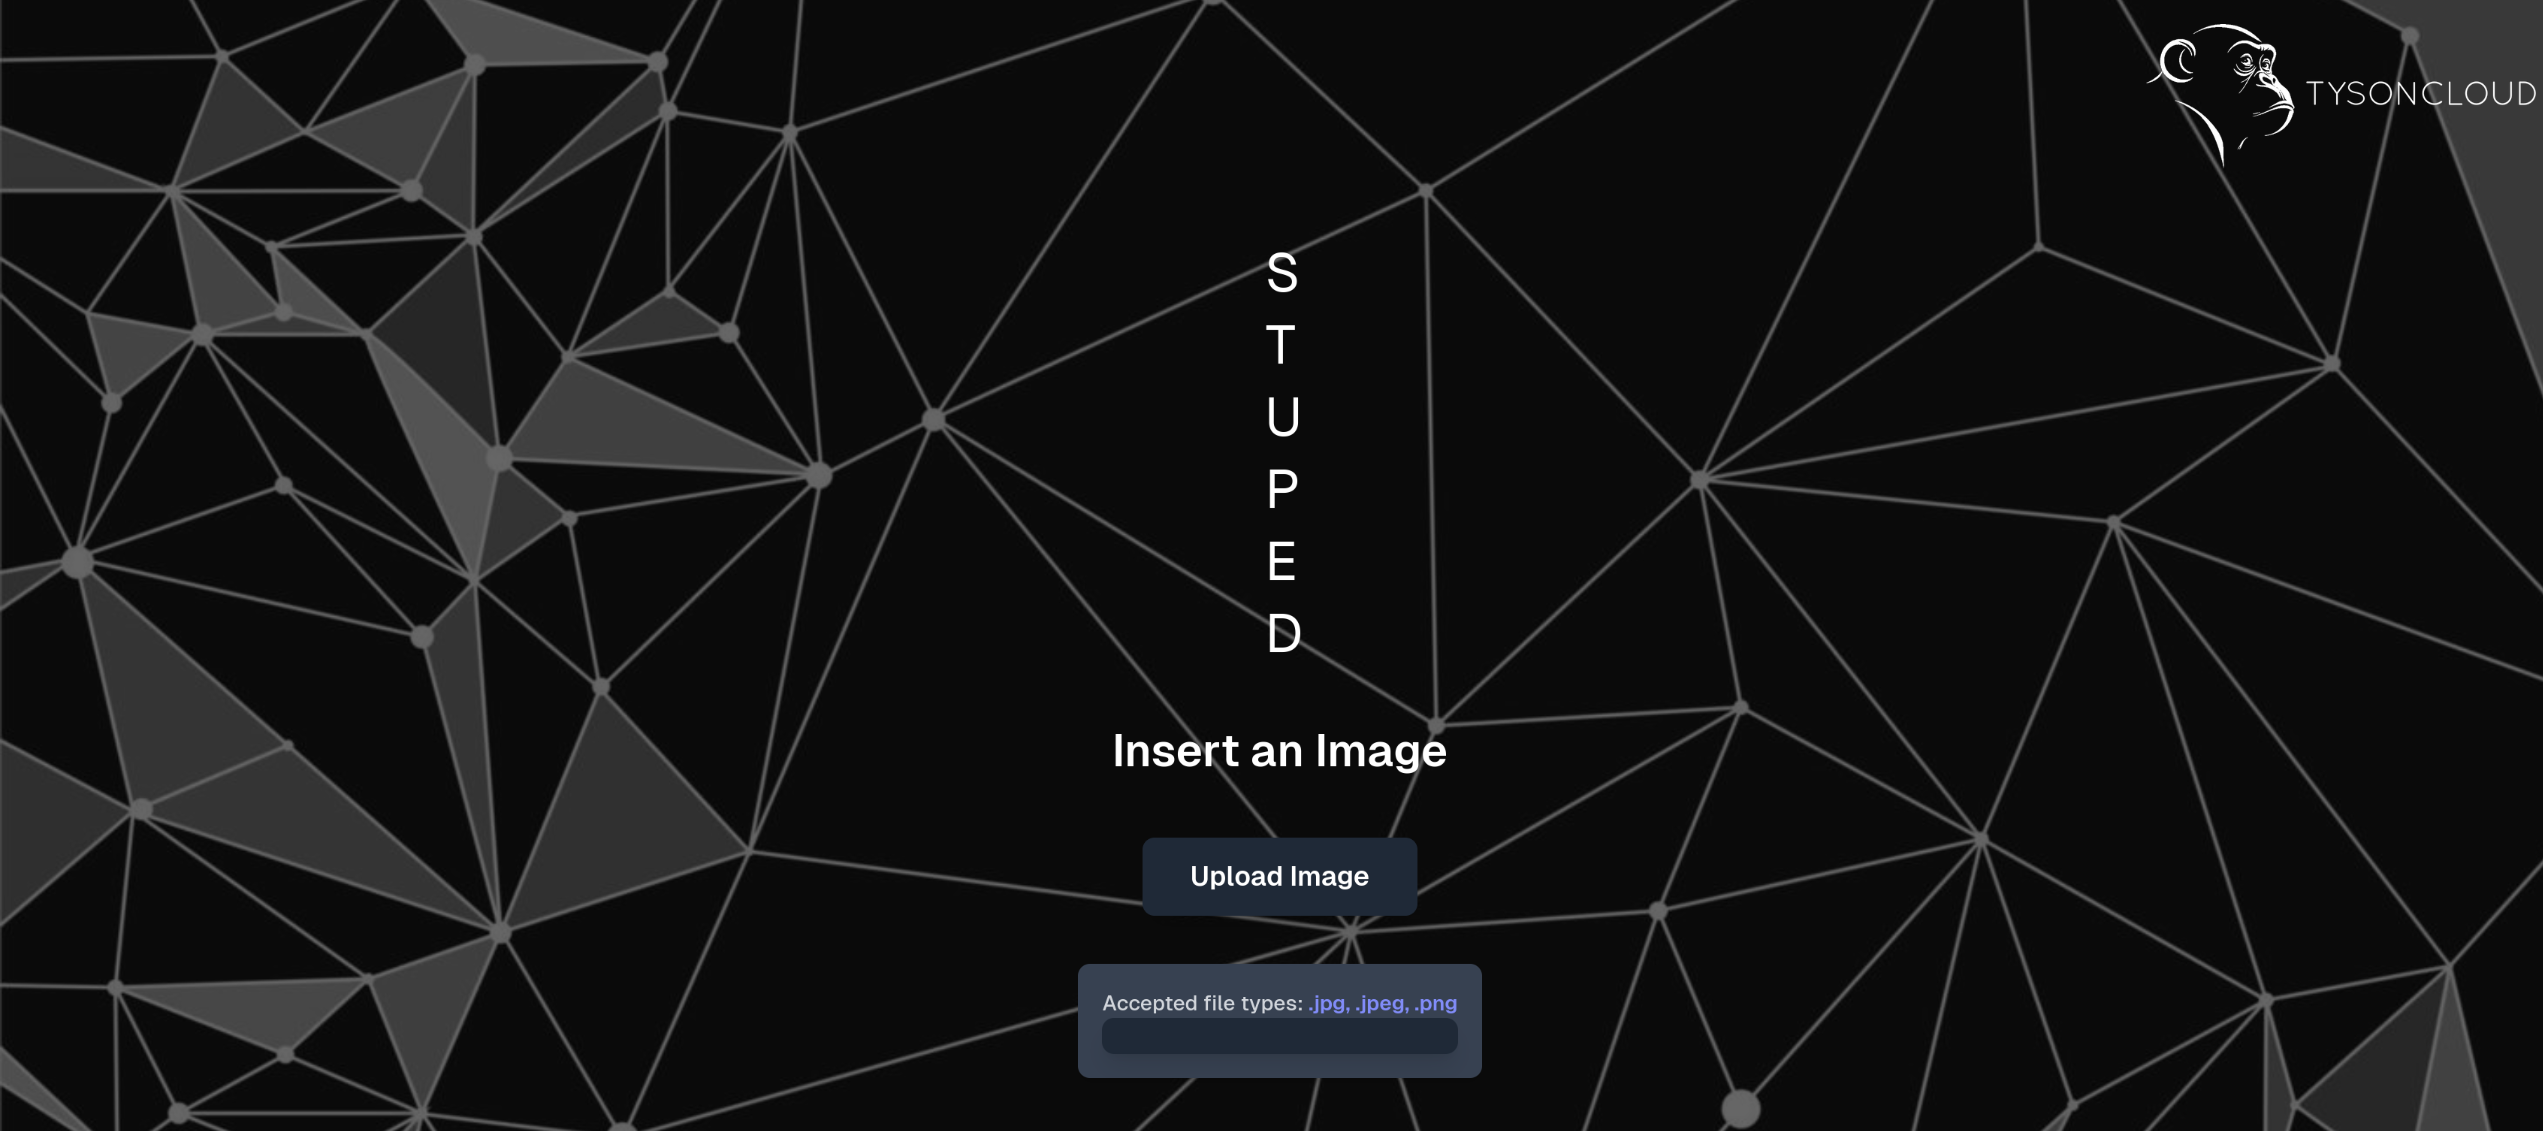 TYSONCLOUD
S
T
U
P
E
D
Insert an Image
Upload Image
Accepted file types: .jpg, .jpeg, .png